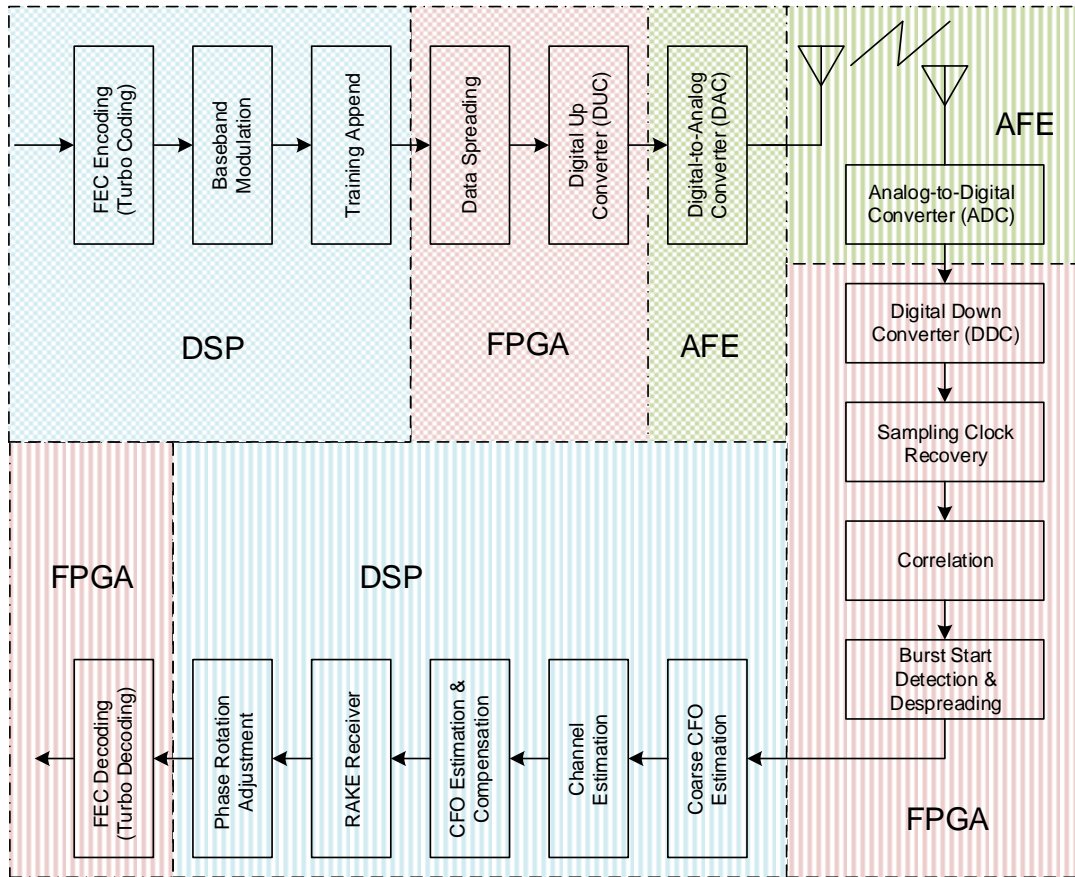 FEC Encoding
(Turbo Coding)
Baseband
Modulation
Training Append
Data Spreading
Digital Up
Converter (DUC)
Digital-to-Analog
Converter (DAC)
AFE
Analog-to-Digital
Converter (ADC)
DSP
FPGA
AFE
Digital Down
Converter (DDC)
Sampling Clock
Recovery
Correlation
Burst Start
Detection &
Despreading
FPGA
DSP
FEC Decoding
(Turbo Decoding)
Phase Rotation
Adjustment
RAKE Receiver
CFO Estimation &
Compensation
Channel
Estimation
Coarse CFO
Estimation
FPGA